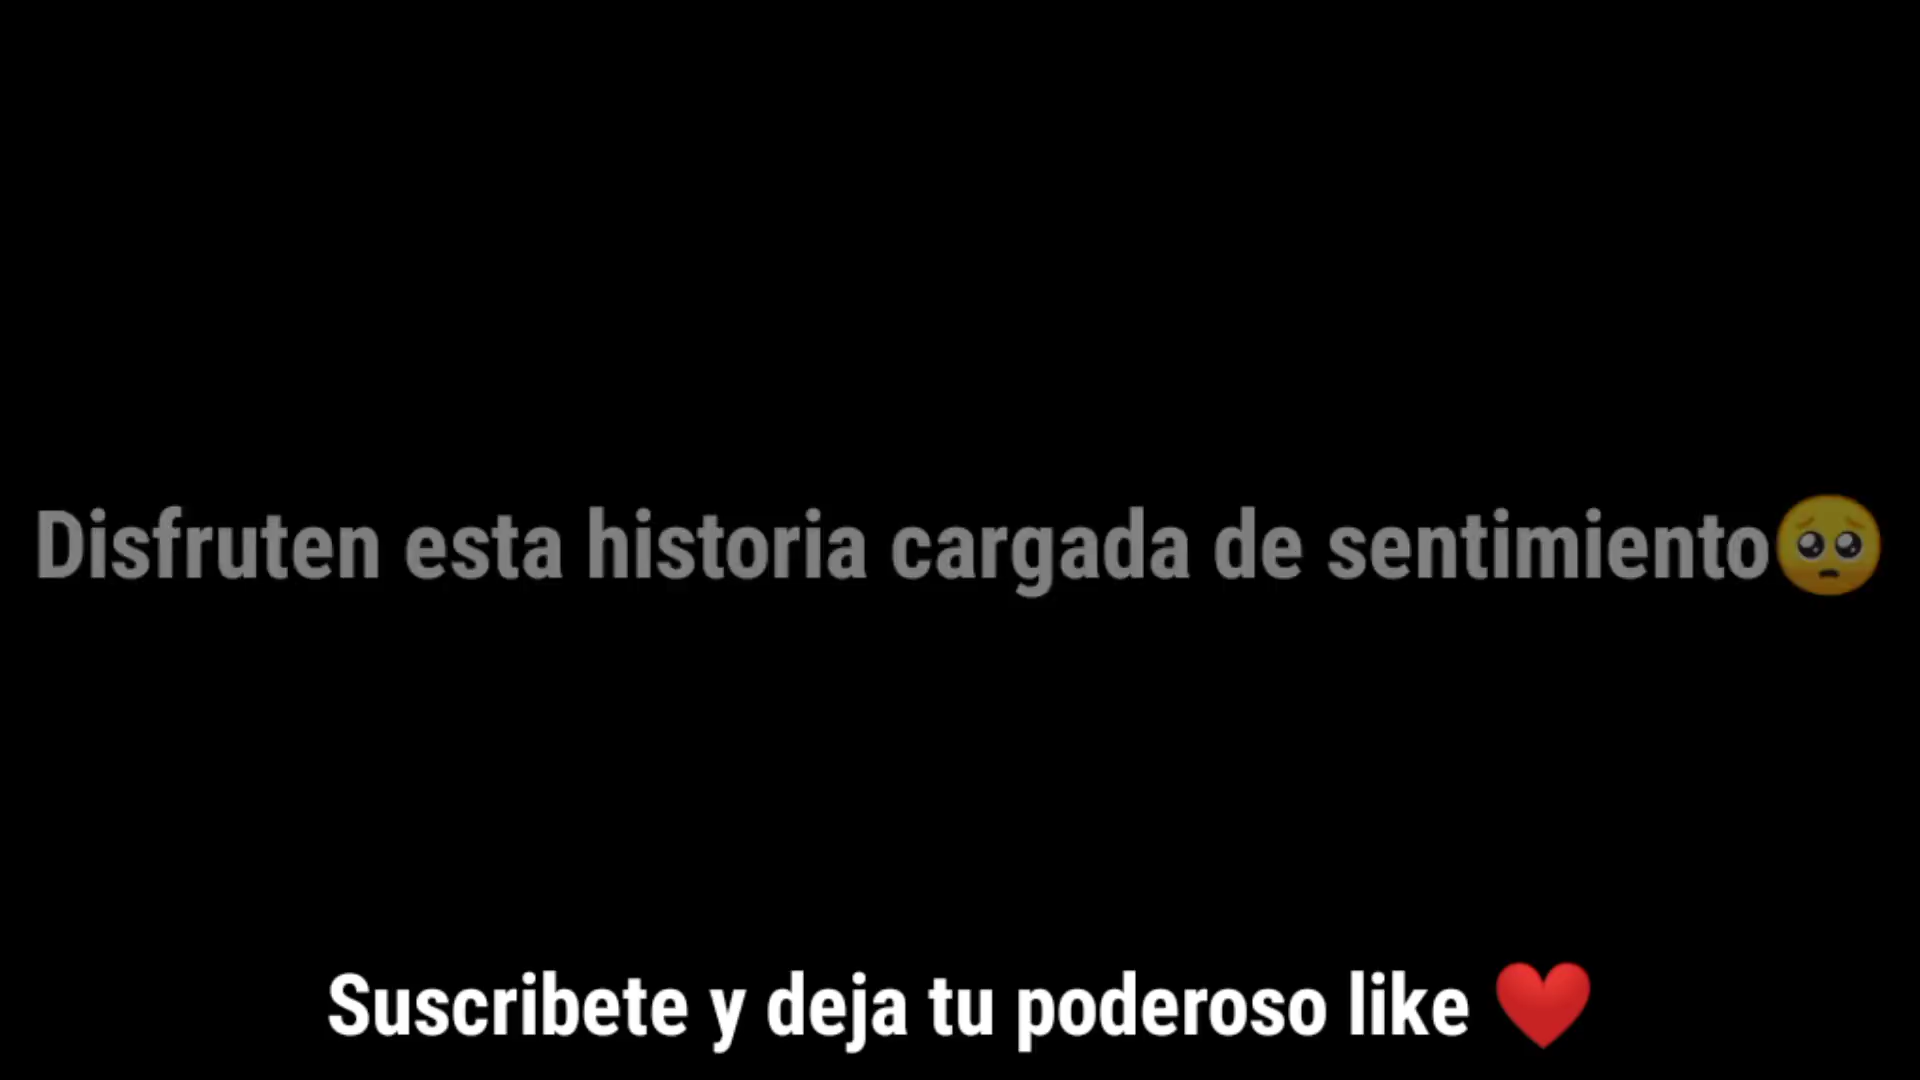 Disfruten esta historia cargada de sentimiento🥺
Suscribete y deja tu poderoso like ❤️